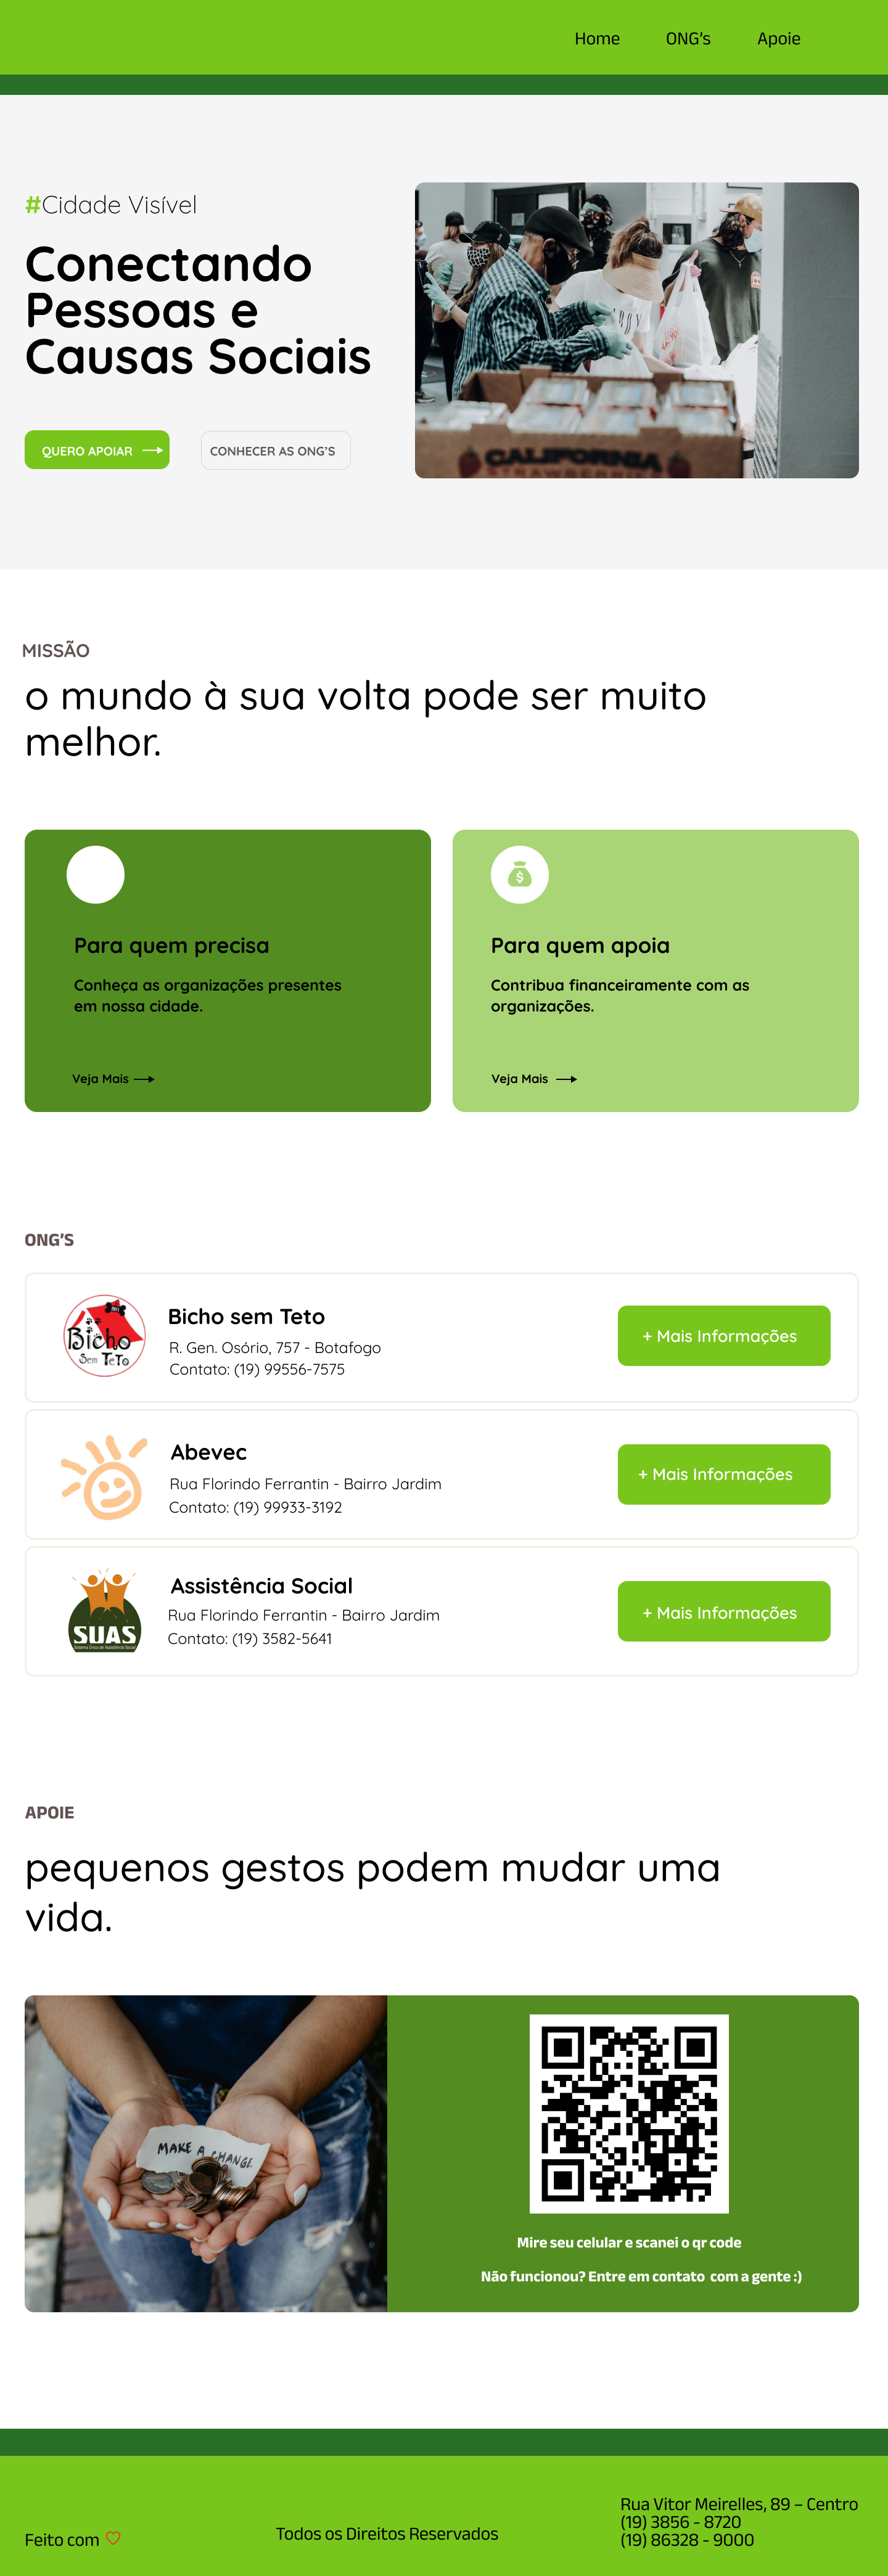 Home ONG’s Apoie
#Cidade Visível
Conectando
Pessoas e
Causas Sociais
QUERO APOIAR
CONHECER AS ONG’S
CALIFORNIA
MISSÃO
o mundo à sua volta pode ser muito
melhor.
Para quem precisa
Conheça as organizações presentes
em nossa cidade.
Veja Mais
$
Para quem apoia
Contribua financeiramente com as
organizações.
Veja Mais
ONG’S
Bicho
Sem TeTo
Bicho sem Teto
R. Gen. Osório, 757 - Botafogo
Contato: (19) 99556-7575
+ Mais Informações
Abevec
Rua Florindo Ferrantin - Bairro Jardim
Contato: (19) 99933-3192
+ Mais Informações
SUAS
Sistema Único de Assistência Social
Assistência Social
Rua Florindo Ferrantin - Bairro Jardim
Contato: (19) 3582-5641
+ Mais Informações
APOIE
pequenos gestos podem mudar uma
vida.
MAKE A CHANGE
Mire seu celular e scanei o qr code
Não funcionou? Entre em contato com a gente :)
Feito com
Todos os Direitos Reservados
Rua Vitor Meirelles, 89 – Centro
(19) 3856 - 8720
(19) 86328 - 9000